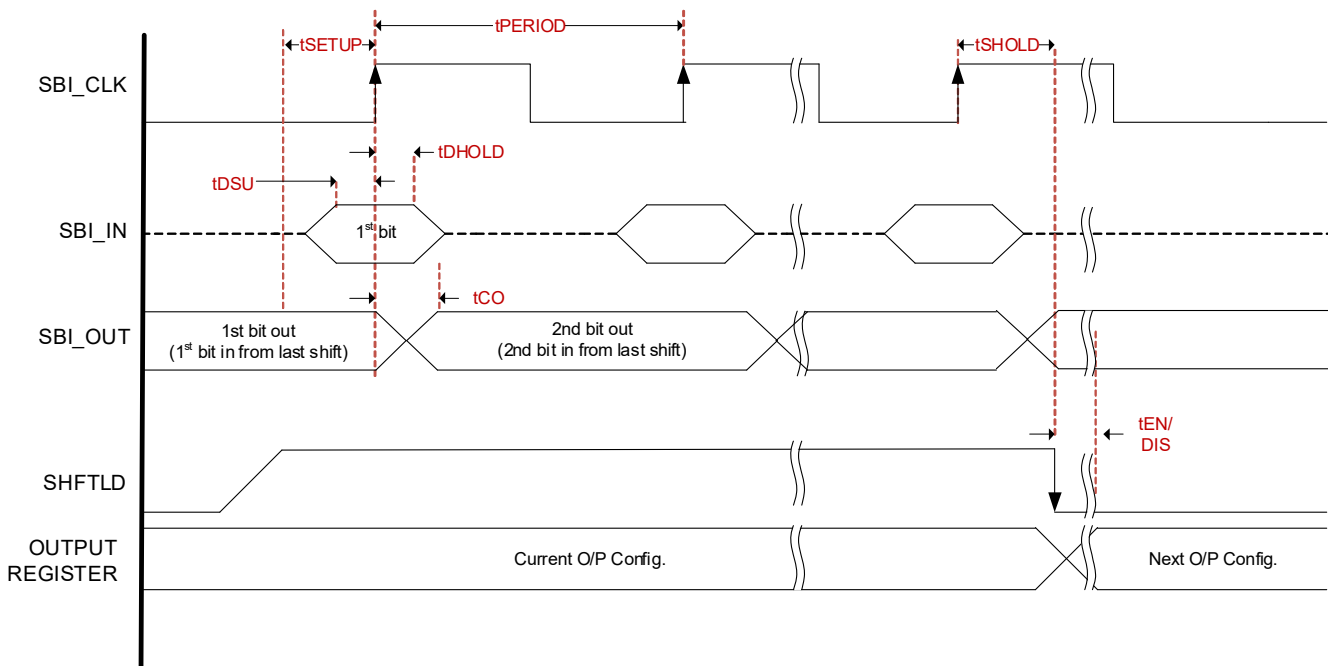 tPERIOD
tSETUP
tSHOLD
SBI_CLK
tDHOLD
tDSU
SBI_IN
1st bit
tCO
SBI_OUT
1st bit out
(1st bit in from last shift)
2nd bit out
(2nd bit in from last shift)
tEN/
DIS
SHFTLD
OUTPUT
REGISTER
Current O/P Config.
Next O/P Config.